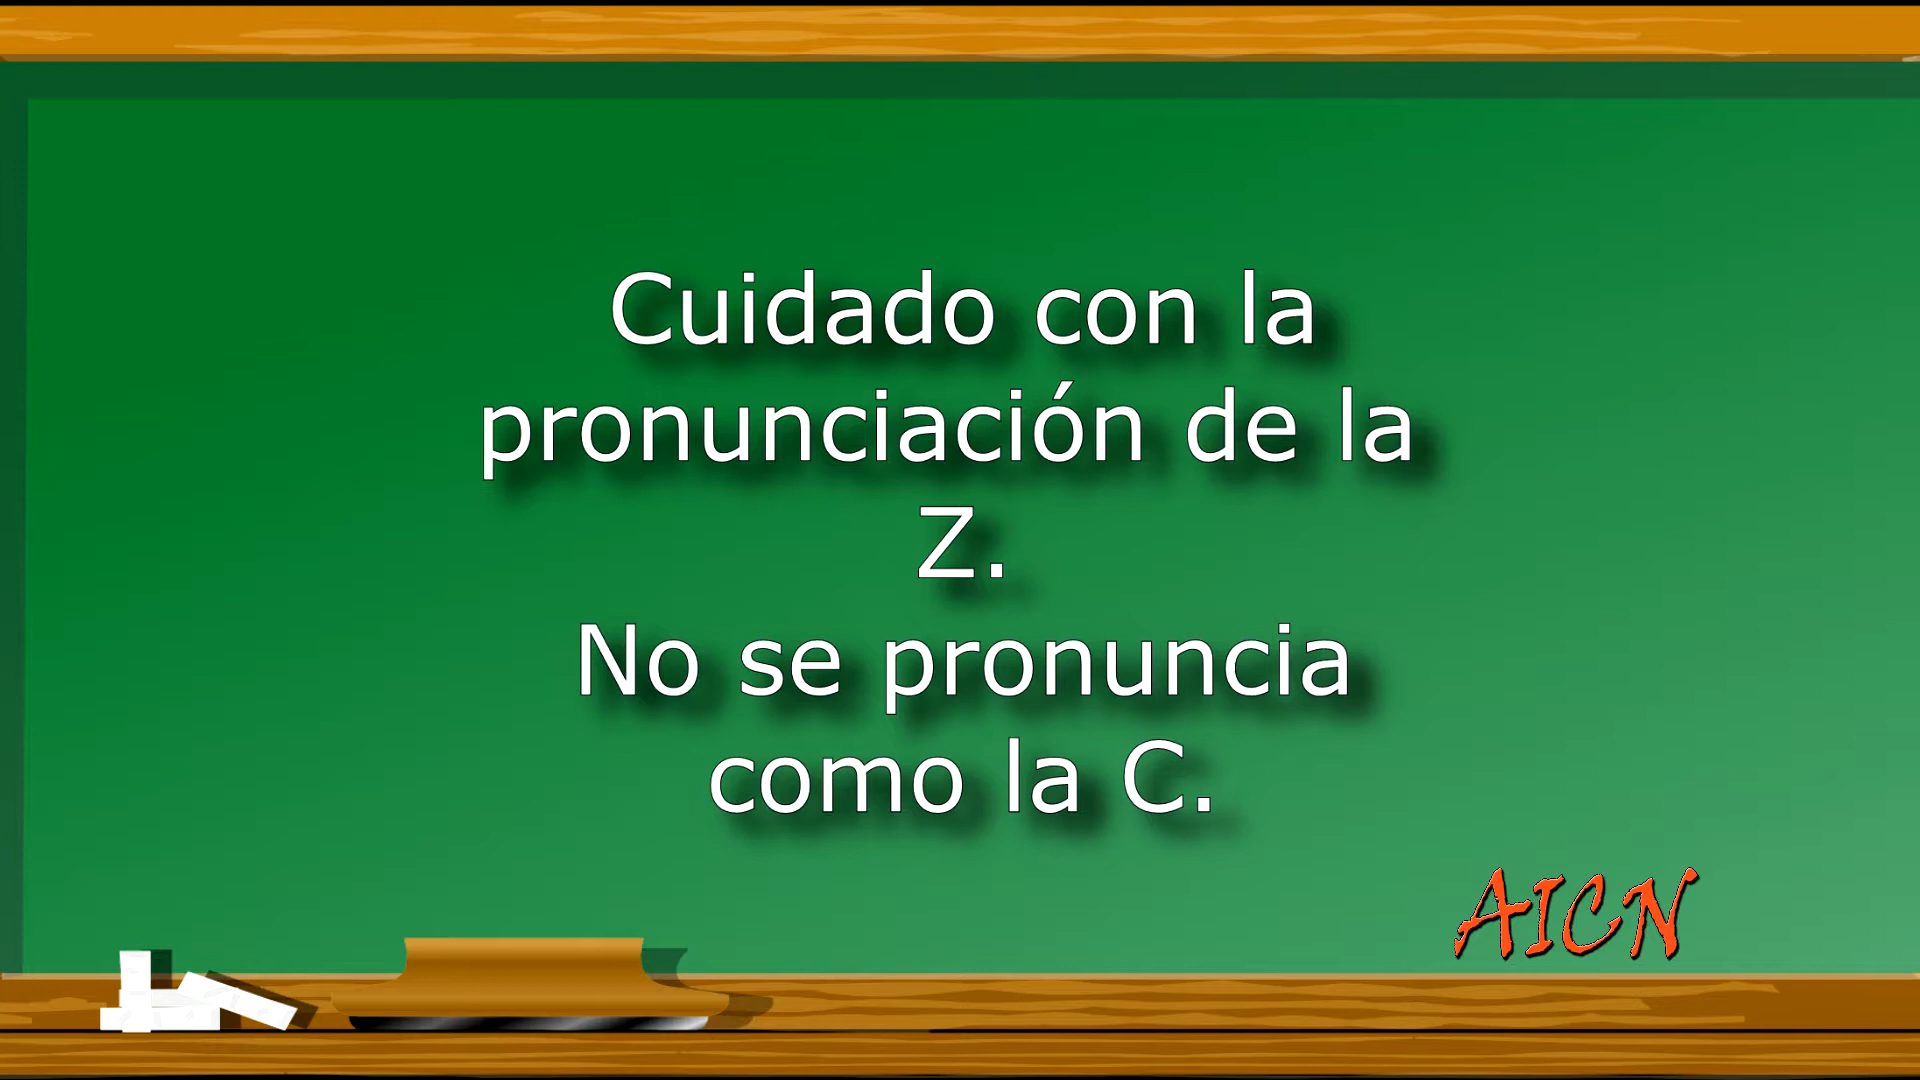 Cuidado con la
pronunciación de la
Z.
No se pronuncia
como la C.
AICN